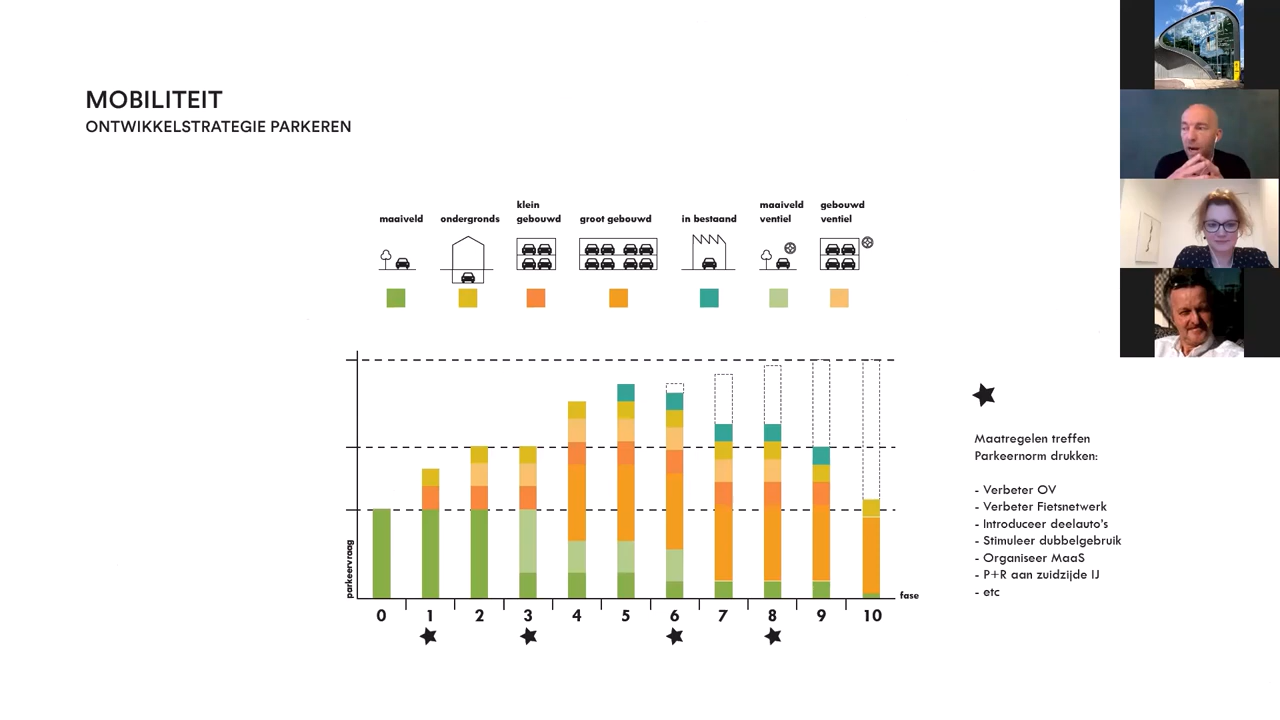 MOBILITEIT
ONTWIKKELSTRATEGIE PARKEREN
maaiveld
ondergronds
klein
gebouwd
groot gebouwd
in bestaand
maaiveld
ventiel
gebouwd
ventiel
parkeervraag
fase
0 1 2 3 4 5 6 7 8 9 10
Maatregelen treffen
Parkeernorm drukken:
- Verbeter OV
- Verbeter Fietsnetwerk
- Introduceer deelauto's
- Stimuleer dubbelgebruik
- Organiseer MaaS
- P+R aan zuidzijde IJ
- etc